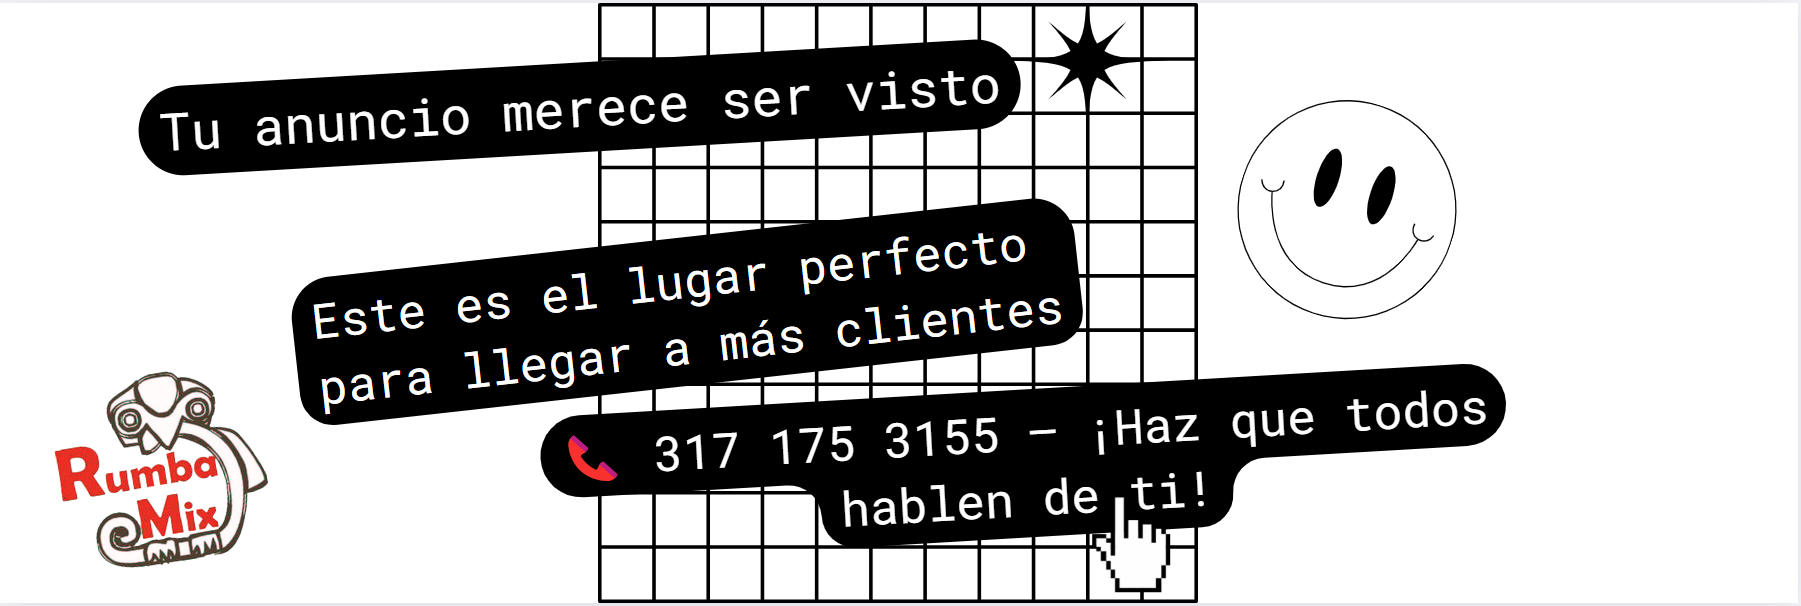 Tu anuncio merece ser visto
Este es el lugar perfecto
para llegar a más clientes
317 175 3155 – ¡Haz que todos
hablen de ti!
Rumba
Mix